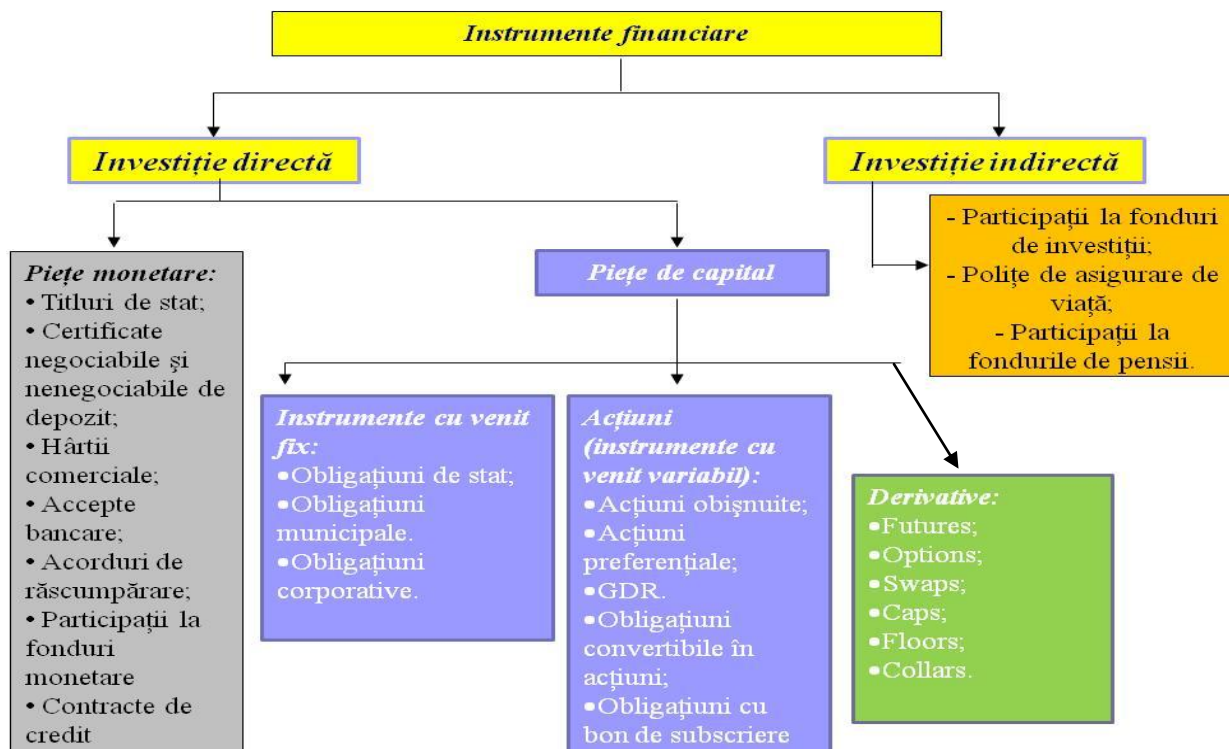 Instrumente financiare
Investiție directă
Investiție indirectă
- Participații la fonduri
de investiții;
- Polițe de asigurare de
viață;
- Participații la
fondurile de pensii.
Piețe monetare:
• Titluri de stat;
• Certificate
negociabile şi
nenegociabile de
depozit;
• Hârtii
comerciale;
• Accepte
bancare;
• Acorduri de
răscumpărare;
• Participații la
fonduri
monetare
• Contracte de
credit
Piețe de capital
Instrumente cu venit
fix:
•Obligațiuni de stat;
•Obligațiuni
municipale.
•Obligațiuni
corporative.
Acțiuni
(instrumente cu
venit variabil):
•Acțiuni obişnuite;
•Acțiuni
preferențiale;
•GDR.
•Obligațiuni
convertibile în
acțiuni;
•Obligațiuni cu
bon de subscriere
Derivative:
•Futures;
•Options;
•Swaps;
•Caps;
•Floors;
•Collars.